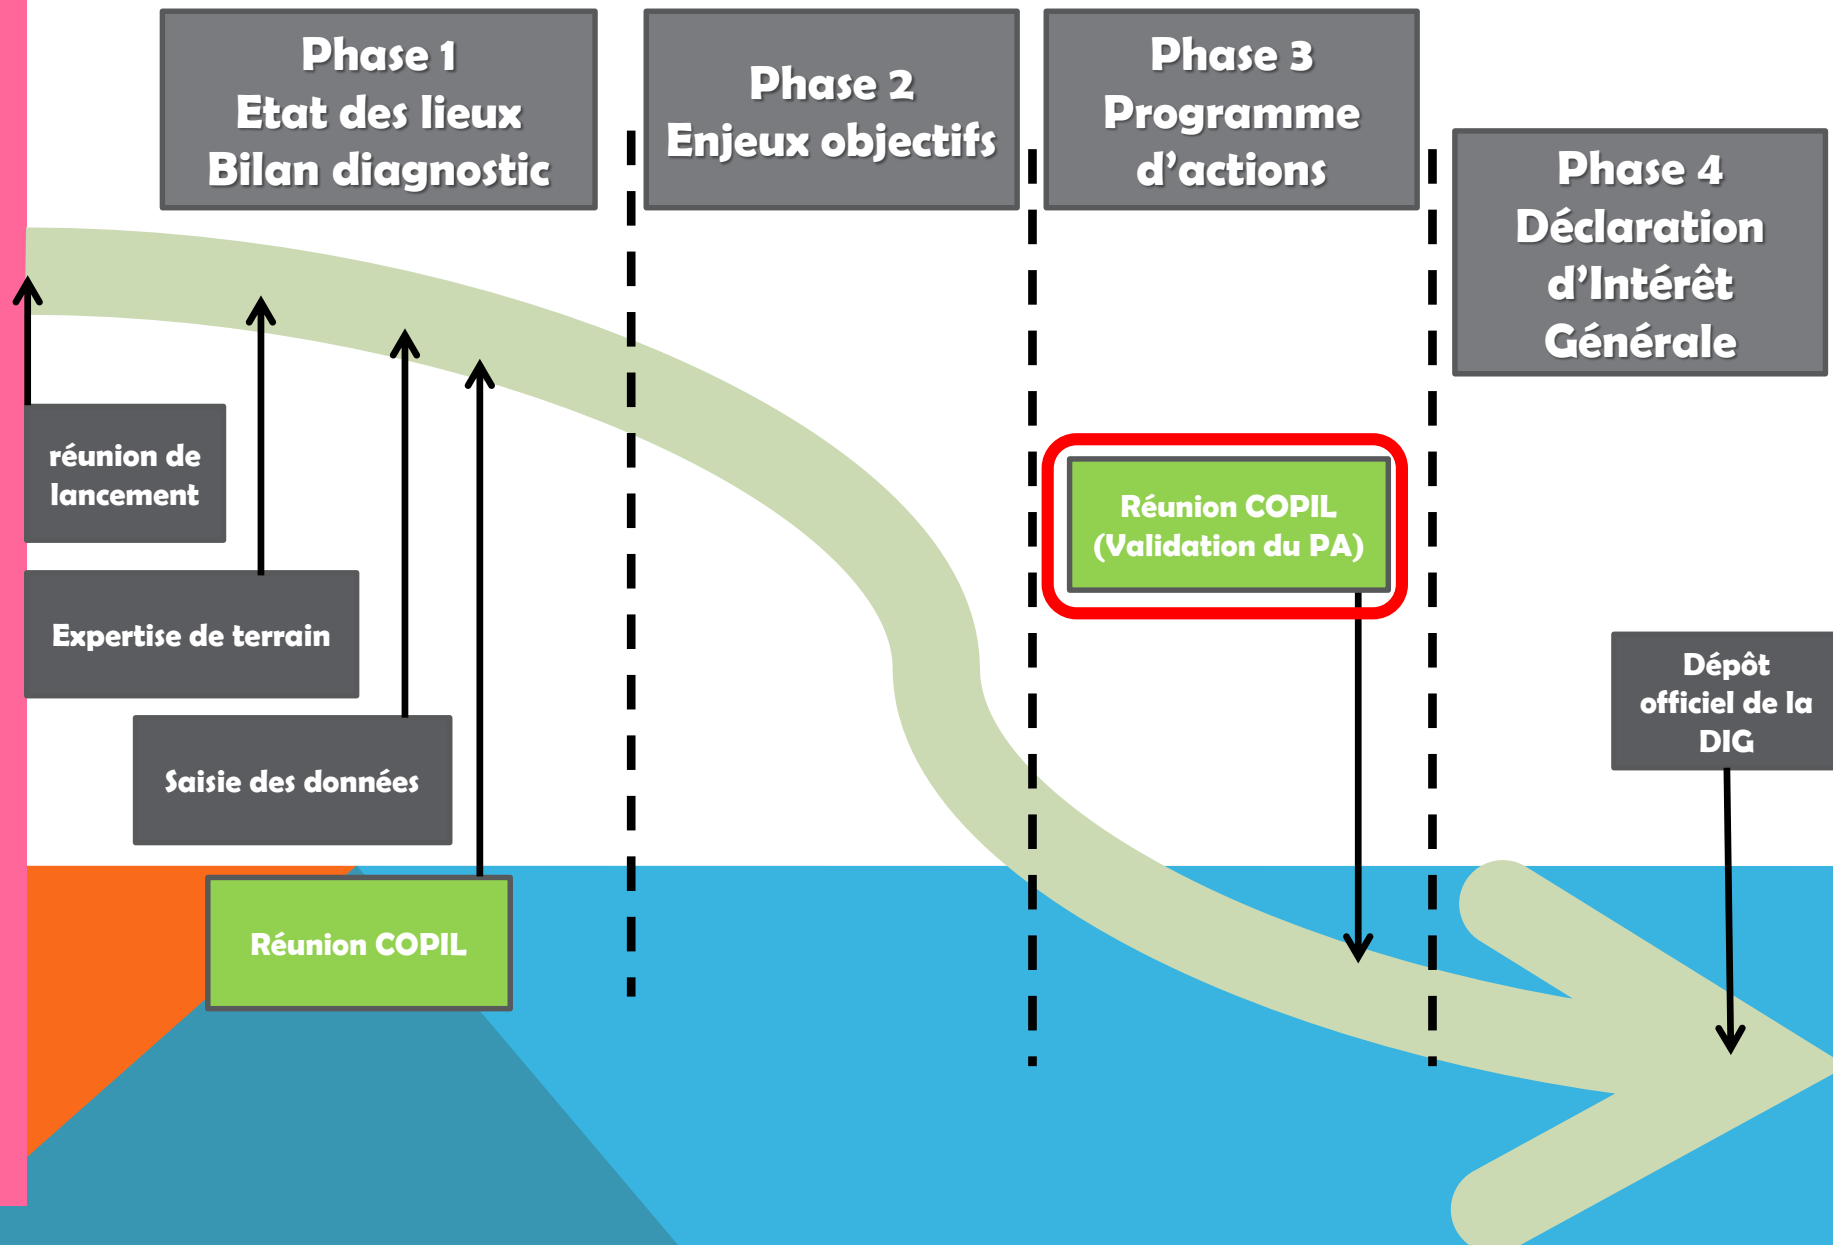 Phase 1
Etat des lieux
Bilan diagnostic
Phase 2
Enjeux objectifs
Phase 3
Programme
d’actions
Phase 4
Déclaration
d’Intérêt
Générale
réunion de
lancement
Expertise de terrain
Saisie des données
Réunion COPIL
Réunion COPIL
(Validation du PA)
Dépôt
officiel de la
DIG